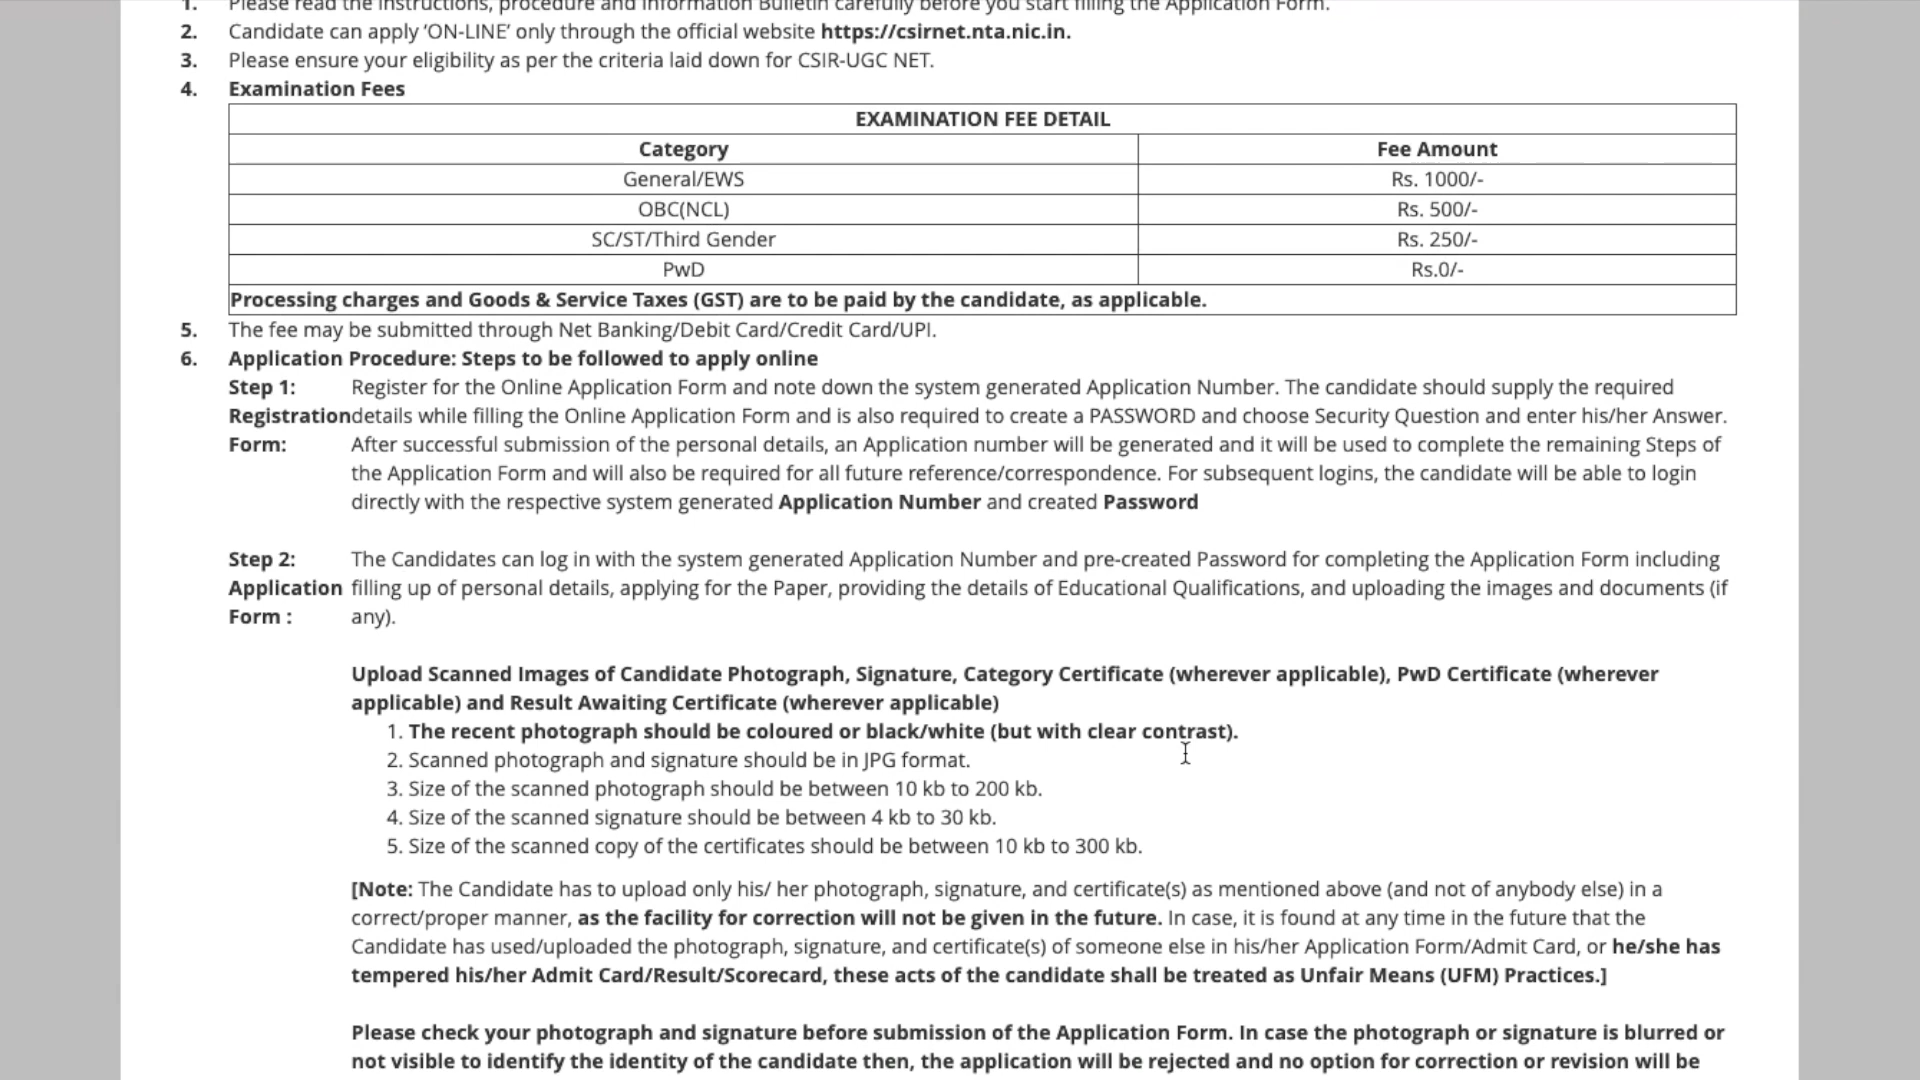 1. Please read the Instructions, procedure and Information Bulletin carefully before you start filling the Application Form.
2. Candidate can apply ‘ON-LINE’ only through the official website https://csirnet.nta.nic.in.
3. Please ensure your eligibility as per the criteria laid down for CSIR-UGC NET.
4. Examination Fees
EXAMINATION FEE DETAIL
Category Fee Amount
General/EWS Rs. 1000/-
OBC(NCL) Rs. 500/-
SC/ST/Third Gender Rs. 250/-
PwD Rs.0/-
Processing charges and Goods & Service Taxes (GST) are to be paid by the candidate, as applicable.
5. The fee may be submitted through Net Banking/Debit Card/Credit Card/UPI.
6. Application Procedure: Steps to be followed to apply online
Step 1: Register for the Online Application Form and note down the system generated Application Number. The candidate should supply the required
Registration details while filling the Online Application Form and is also required to create a PASSWORD and choose Security Question and enter his/her Answer.
Form: After successful submission of the personal details, an Application number will be generated and it will be used to complete the remaining Steps of
the Application Form and will also be required for all future reference/correspondence. For subsequent logins, the candidate will be able to login
directly with the respective system generated Application Number and created Password
Step 2: The Candidates can log in with the system generated Application Number and pre-created Password for completing the Application Form including
Application filling up of personal details, applying for the Paper, providing the details of Educational Qualifications, and uploading the images and documents (if
Form : any).
Upload Scanned Images of Candidate Photograph, Signature, Category Certificate (wherever applicable), PwD Certificate (wherever
applicable) and Result Awaiting Certificate (wherever applicable)
1. The recent photograph should be coloured or black/white (but with clear contrast).
2. Scanned photograph and signature should be in JPG format.
3. Size of the scanned photograph should be between 10 kb to 200 kb.
4. Size of the scanned signature should be between 4 kb to 30 kb.
5. Size of the scanned copy of the certificates should be between 10 kb to 300 kb.
[Note: The Candidate has to upload only his/ her photograph, signature, and certificate(s) as mentioned above (and not of anybody else) in a
correct/proper manner, as the facility for correction will not be given in the future. In case, it is found at any time in the future that the
Candidate has used/uploaded the photograph, signature, and certificate(s) of someone else in his/her Application Form/Admit Card, or he/she has
tempered his/her Admit Card/Result/Scorecard, these acts of the candidate shall be treated as Unfair Means (UFM) Practices.]
Please check your photograph and signature before submission of the Application Form. In case the photograph or signature is blurred or
not visible to identify the identity of the candidate then, the application will be rejected and no option for correction or revision will be